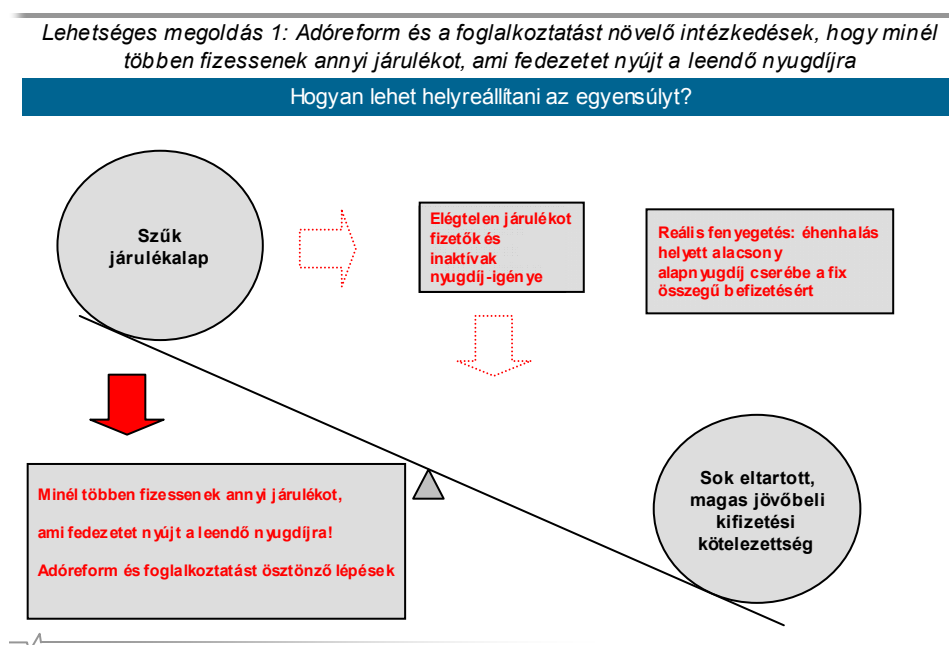 Lehetséges megoldás 1: Adóreform és a foglalkoztatást növelő intézkedések, hogy minél
többen fizessenek annyi járulékot, ami fedezetet nyújt a leendő nyugdíjra
Hogyan lehet helyreállítani az egyensúlyt?
Szűk
járulékalap
Elégtelen járulékot
fizetők és
inaktívak
nyugdíj-igénye
Reális fenyegetés: éhenhalás
helyett alacsony
alapnyugdíj cserébe a fix
összegű befizetésért
Minél többen fizessenek annyi járulékot,
ami fedezetet nyújt a leendő nyugdíjra!
Adóreform és foglalkoztatást ösztönző lépések
Sok eltartott,
magas jövőbeli
kifizetési
kötelezettség